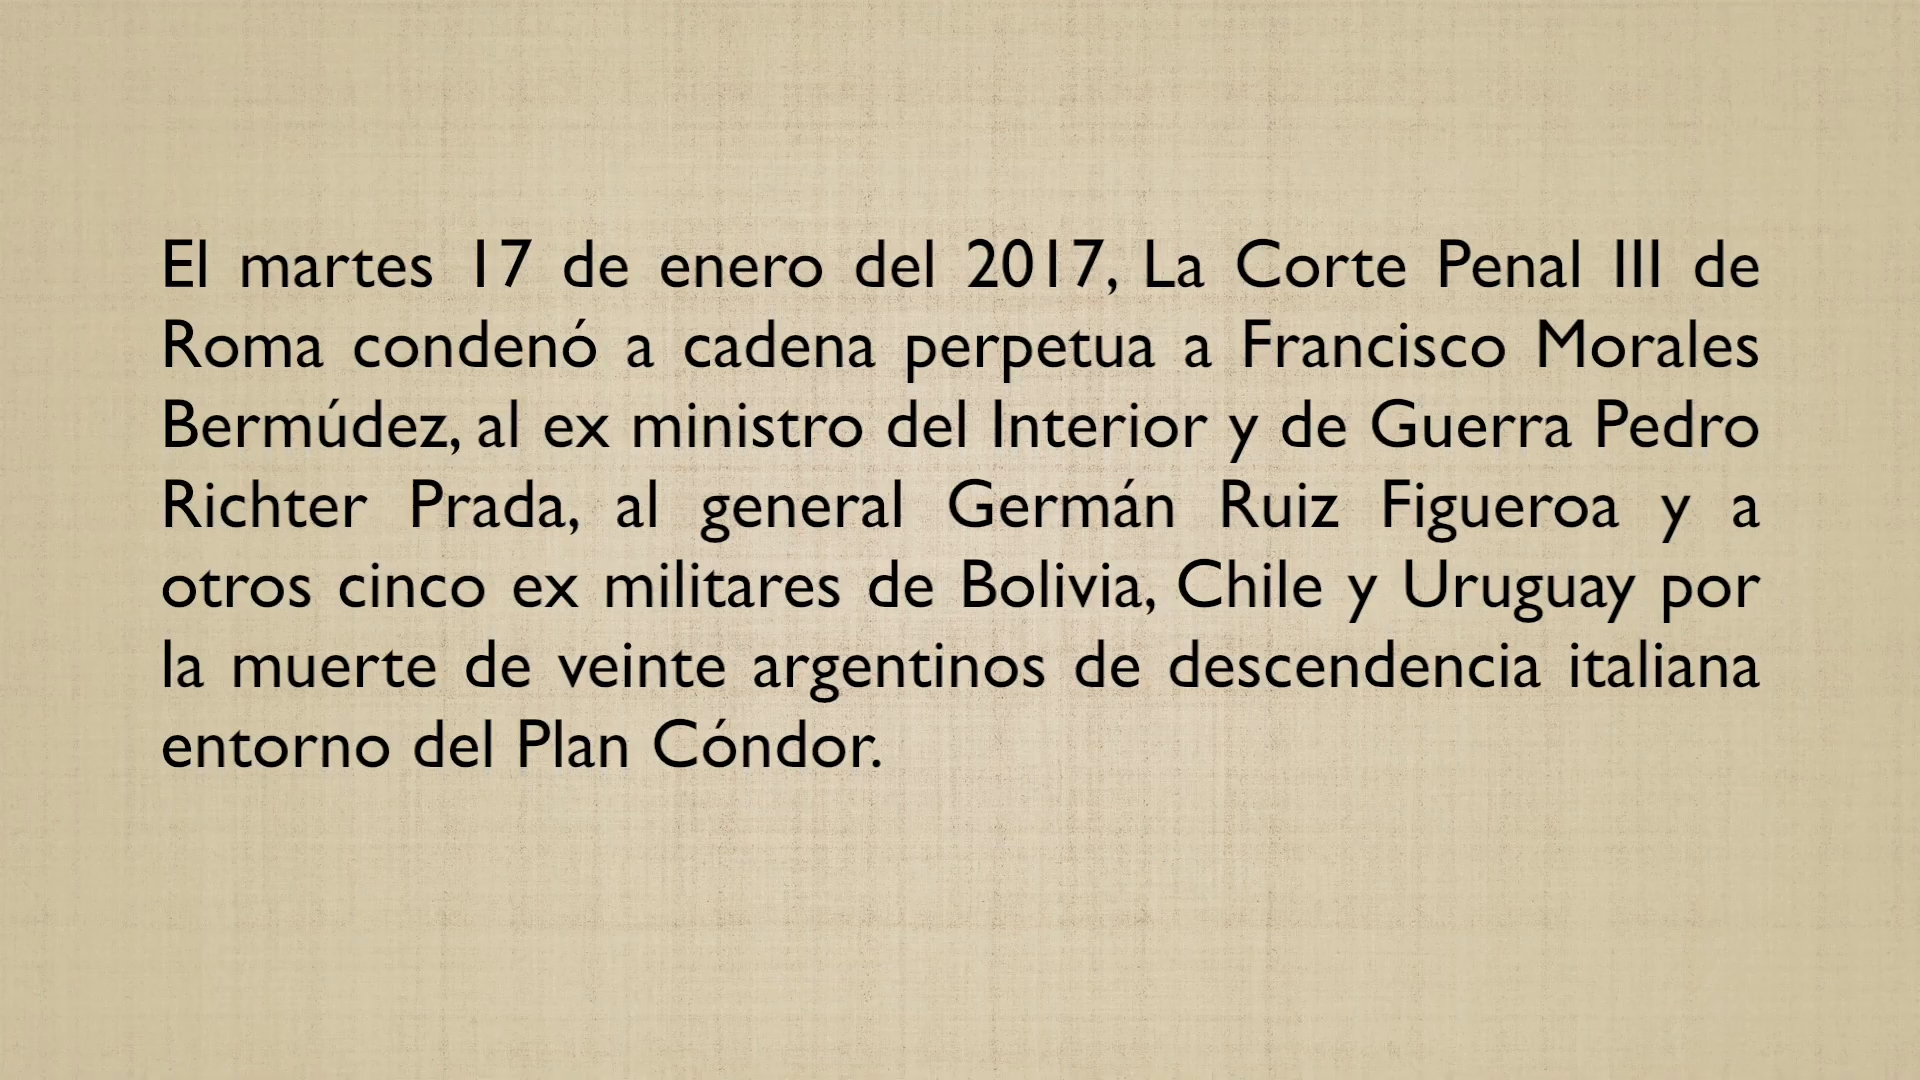 El martes 17 de enero del 2017, La Corte Penal III de
Roma condenó a cadena perpetua a Francisco Morales
Bermúdez, al ex ministro del Interior y de Guerra Pedro
Richter Prada, al general Germán Ruiz Figueroa y a
otros cinco ex militares de Bolivia, Chile y Uruguay por
la muerte de veinte argentinos de descendencia italiana
entorno del Plan Cóndor.